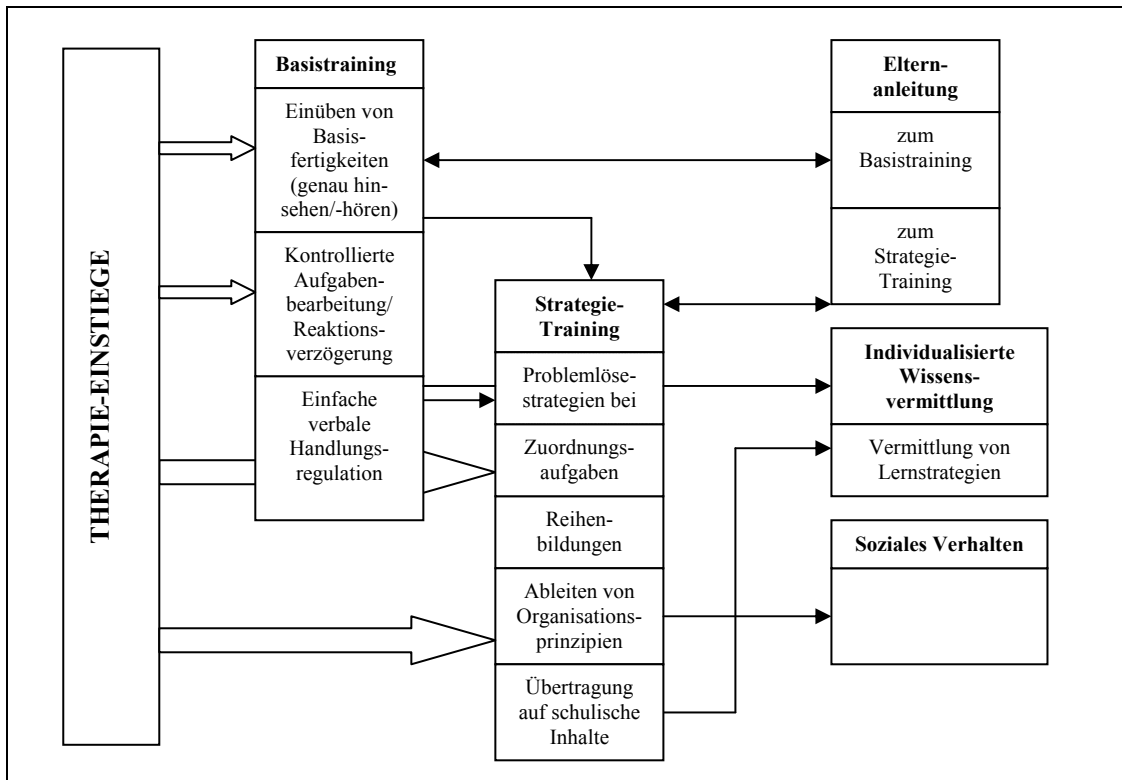 THERAPIE-EINSTIEGE
Basistraining
Einüben von
Basis-
fertigkeiten
(genau hin-
sehen/-hören)
Kontrollierte
Aufgaben-
bearbeitung/
Reaktions-
verzögerung
Einfache
verbale
Handlungs-
regulation
Strategie-
Training
Problemlöse-
strategien bei
Zuordnungs-
aufgaben
Reihen-
bildungen
Ableiten von
Organisations-
prinzipien
Übertragung
auf schulische
Inhalte
Eltern-
anleitung
zum
Basistraining
zum
Strategie-
Training
Individualisierte
Wissens-
vermittlung
Vermittlung von
Lernstrategien
Soziales Verhalten